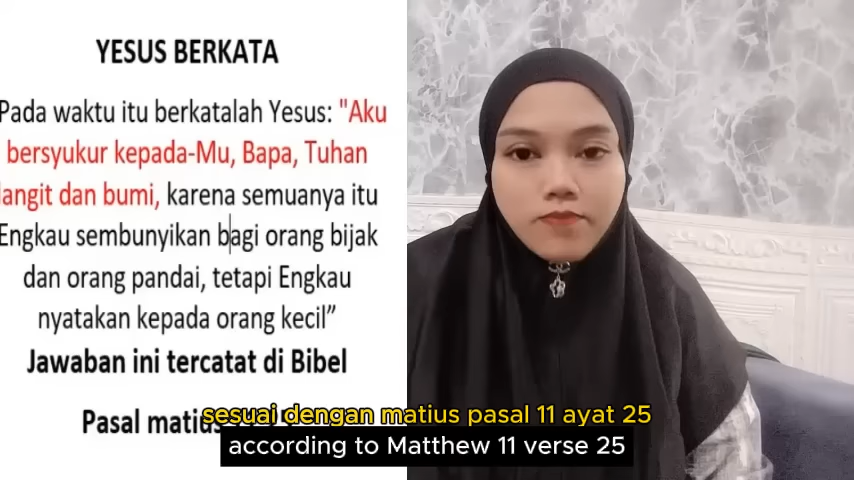 YESUS BERKATA
Pada waktu itu berkatalah Yesus: "Aku
bersyukur kepada-Mu, Bapa, Tuhan
langit dan bumi, karena semuanya itu
Engkau sembunyikan bagi orang bijak
dan orang pandai, tetapi Engkau
nyatakan kepada orang kecil”
Jawaban ini tercatat di Bibel
Pasal matius
sesuai dengan matius pasal 11 ayat 25
according to Matthew 11 verse 25